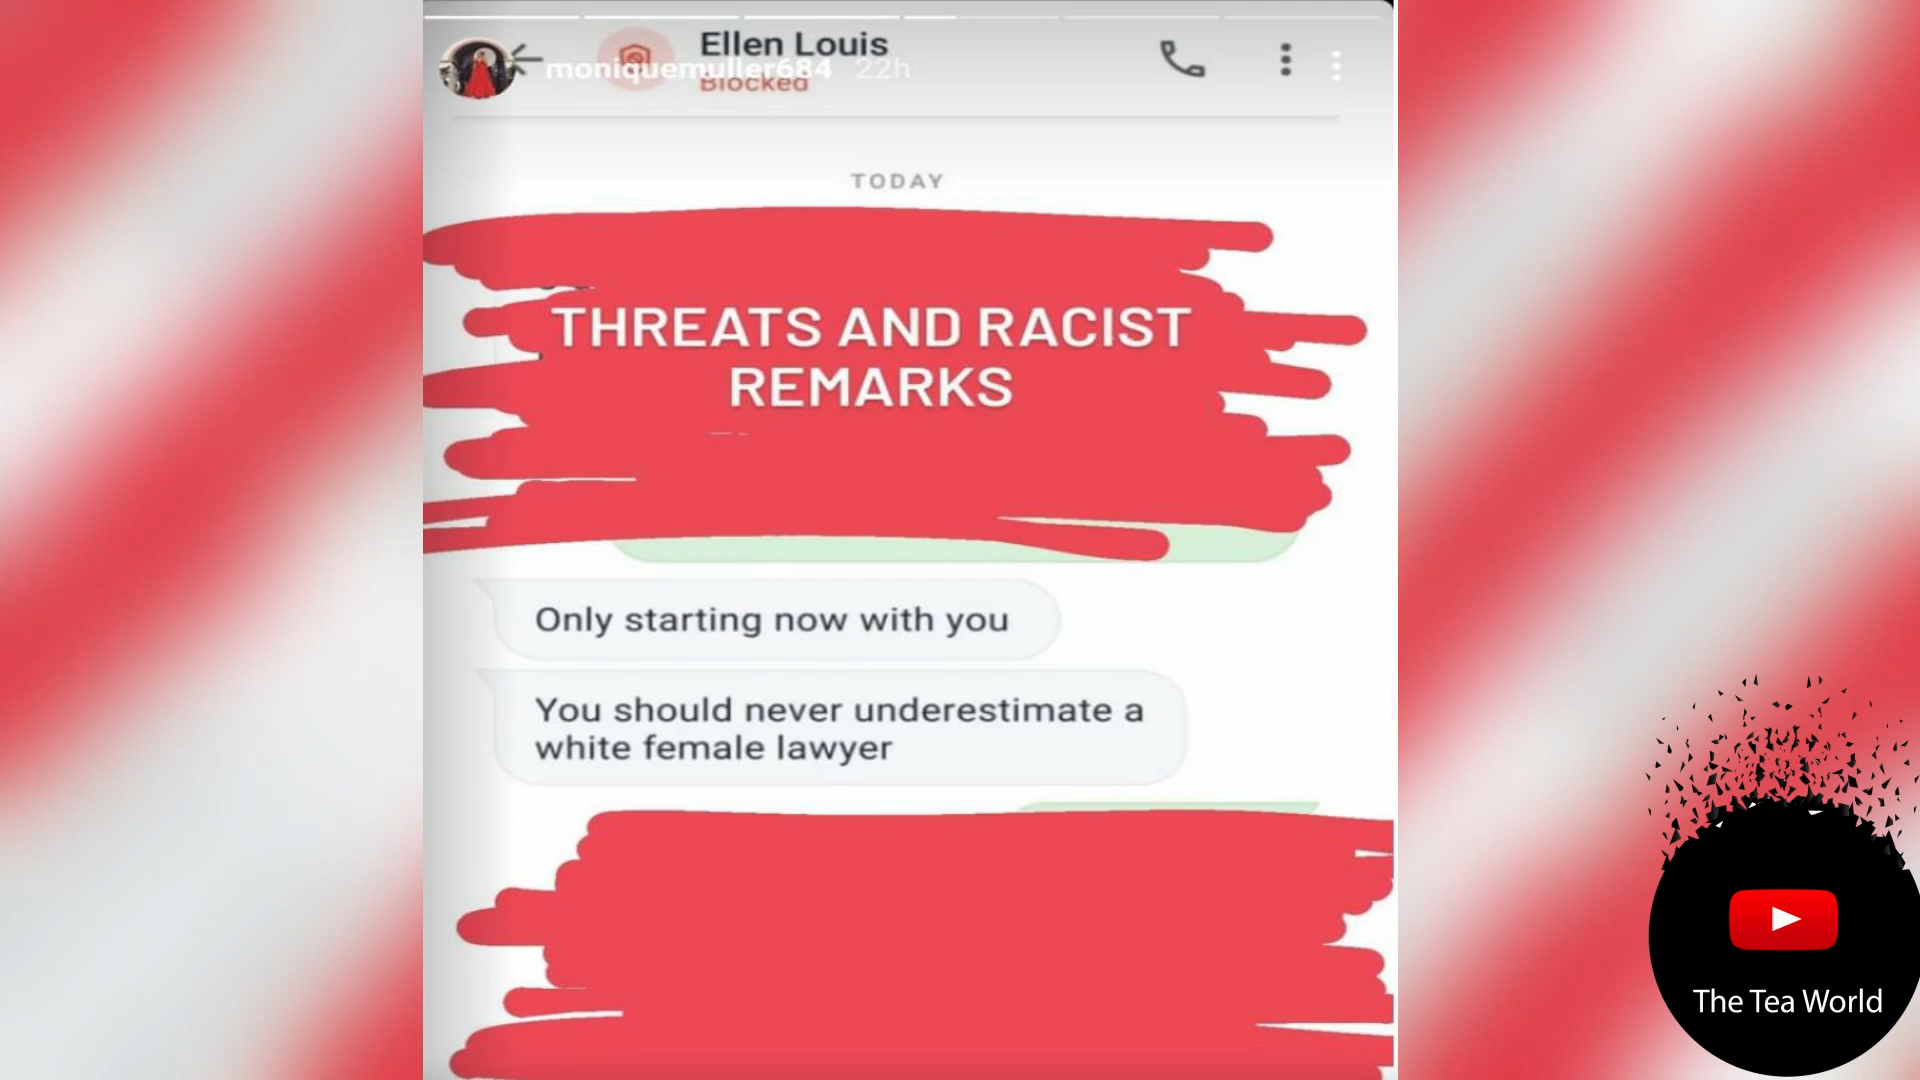 Ellen Louis
moniquemuller684 22h
Blocked
TODAY
THREATS AND RACIST
REMARKS
Only starting now with you
You should never underestimate a
white female lawyer
The Tea World